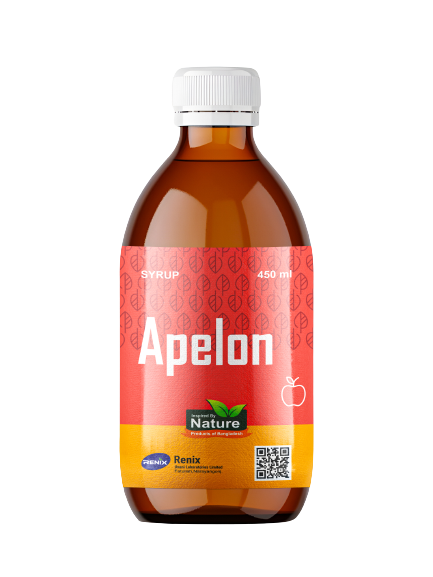 SYRUP 450 ml
Apelon
Inspired By
Nature
Products of Bangladesh
RENIX
Renix